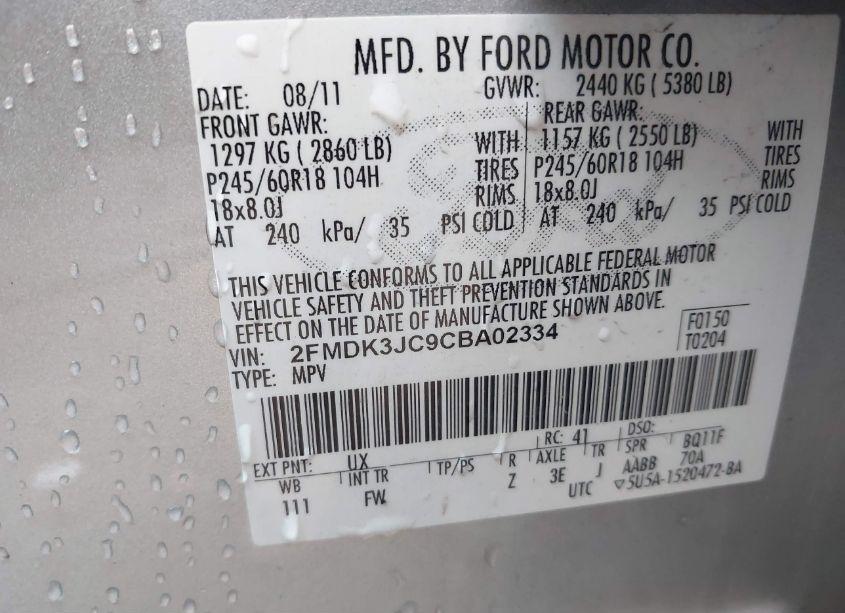 MFD. BY FORD MOTOR CO.
DATE: 08/11 GVWR: 2440 KG ( 5380 LB)
FRONT GAWR: REAR GAWR:
1297 KG ( 2860 LB) WITH 1157 KG ( 2550 LB) WITH
P245/60R18 104H TIRES P245/60R18 104H TIRES
18x8.0J RIMS 18x8.0J RIMS
AT 240 kPa/ 35 PSI COLD AT 240 kPa/ 35 PSI COLD
THIS VEHICLE CONFORMS TO ALL APPLICABLE FEDERAL MOTOR
VEHICLE SAFETY AND THEFT PREVENTION STANDARDS IN
EFFECT ON THE DATE OF MANUFACTURE SHOWN ABOVE.
VIN: 2FMDK3JC9CBA02334 F0150
TYPE: MPV T0204
EXT PNT: UX RC: 41 DSO:
WB INT TR TP/PS R AXLE TR SPR BQ11F
111 FW Z 3E J AABB 70A
UTC ▽5U5A-1520472-BA